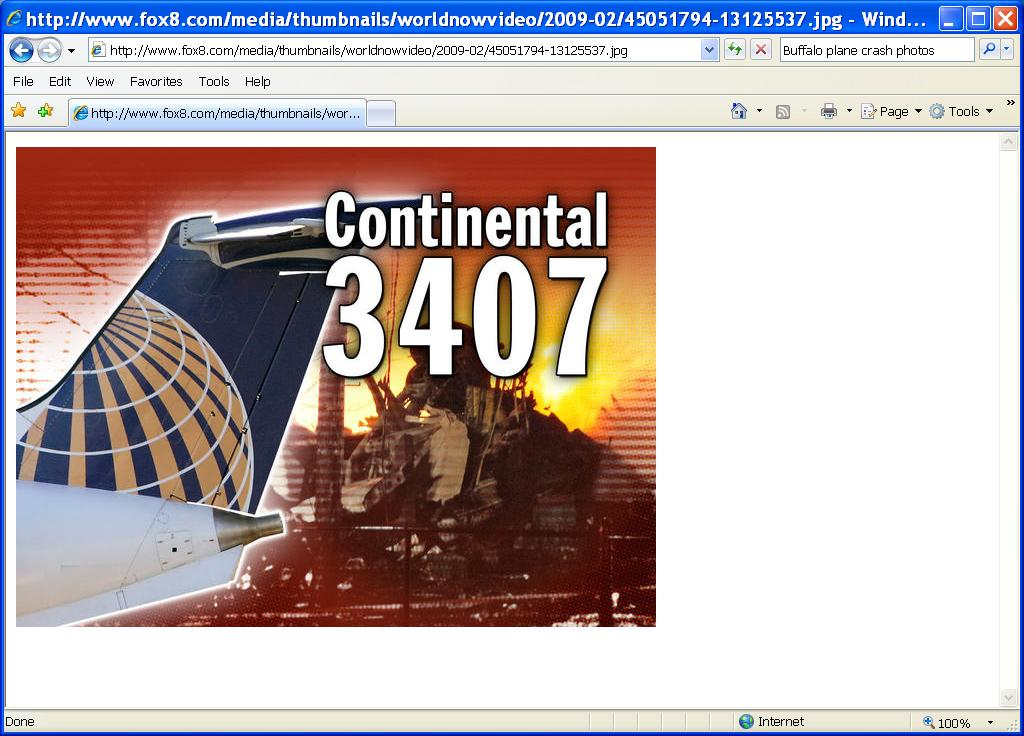 http://www.fox8.com/media/thumbnails/worldnowvideo/2009-02/45051794-13125537.jpg - Wind...
http://www.fox8.com/media/thumbnails/worldnowvideo/2009-02/45051794-13125537.jpg
Buffalo plane crash photos
File Edit View Favorites Tools Help
http://www.fox8.com/media/thumbnails/wor...
Page Tools »
Continental
3407
Done
Internet
100%